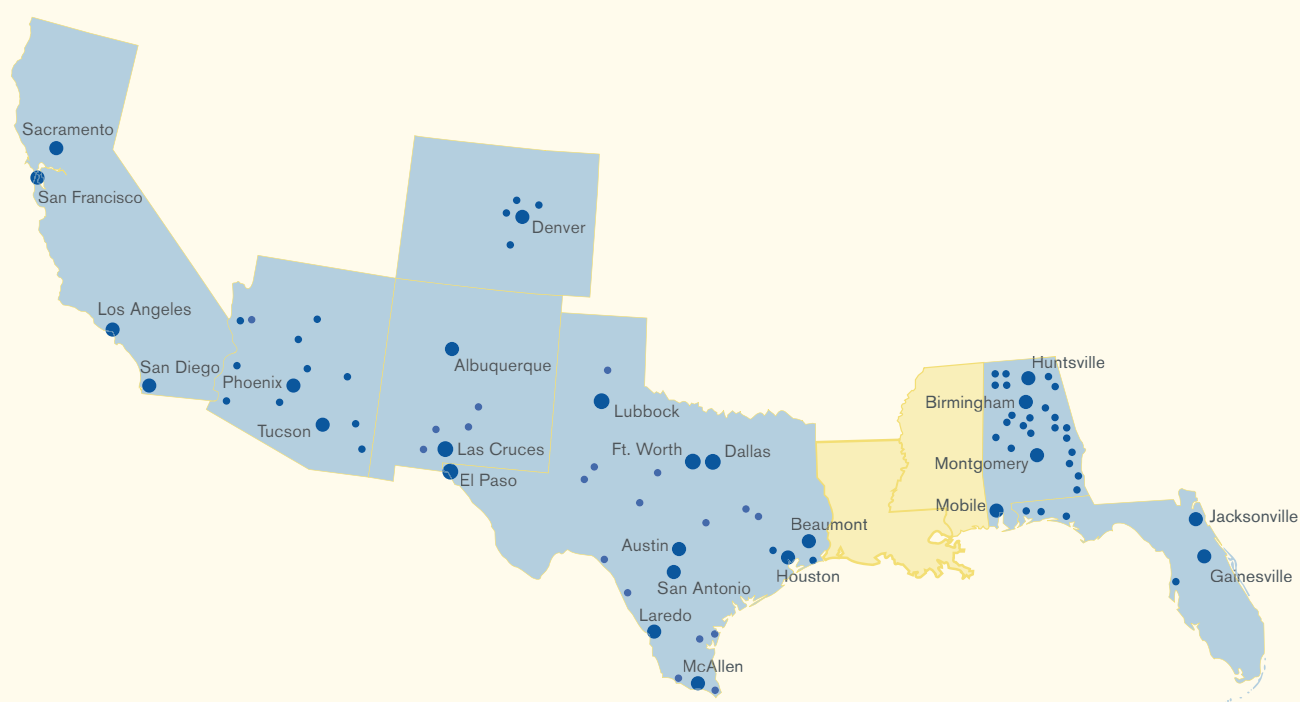 Sacramento
San Francisco
Denver
Los Angeles
San Diego
Phoenix
Tucson
Albuquerque
Las Cruces
El Paso
Lubbock
Ft. Worth
Dallas
Austin
San Antonio
Laredo
McAllen
Beaumont
Houston
Huntsville
Birmingham
Montgomery
Mobile
Jacksonville
Gainesville